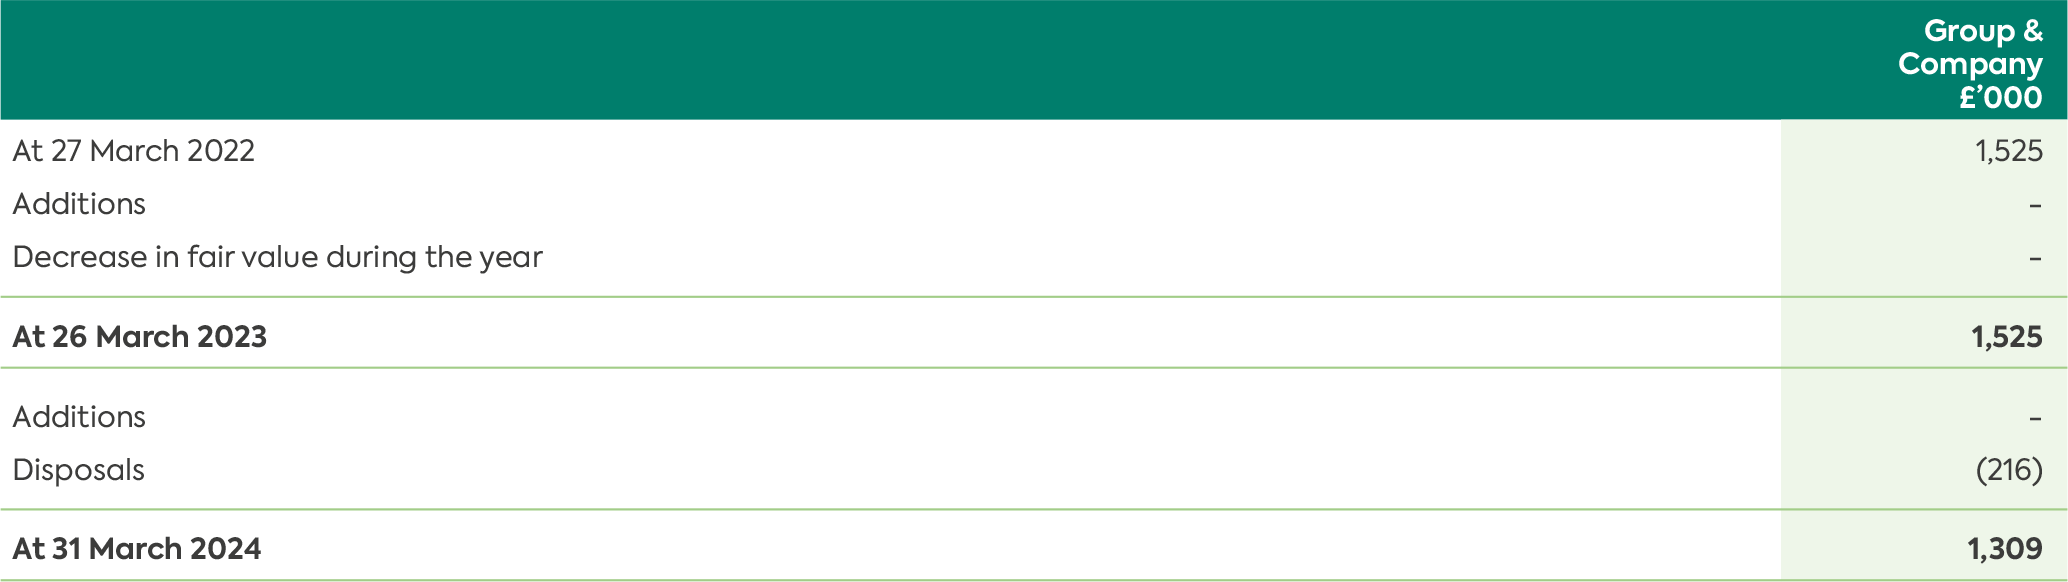 Group &
Company
£’000
At 27 March 2022 1,525
Additions -
Decrease in fair value during the year -
At 26 March 2023 1,525
Additions -
Disposals (216)
At 31 March 2024 1,309